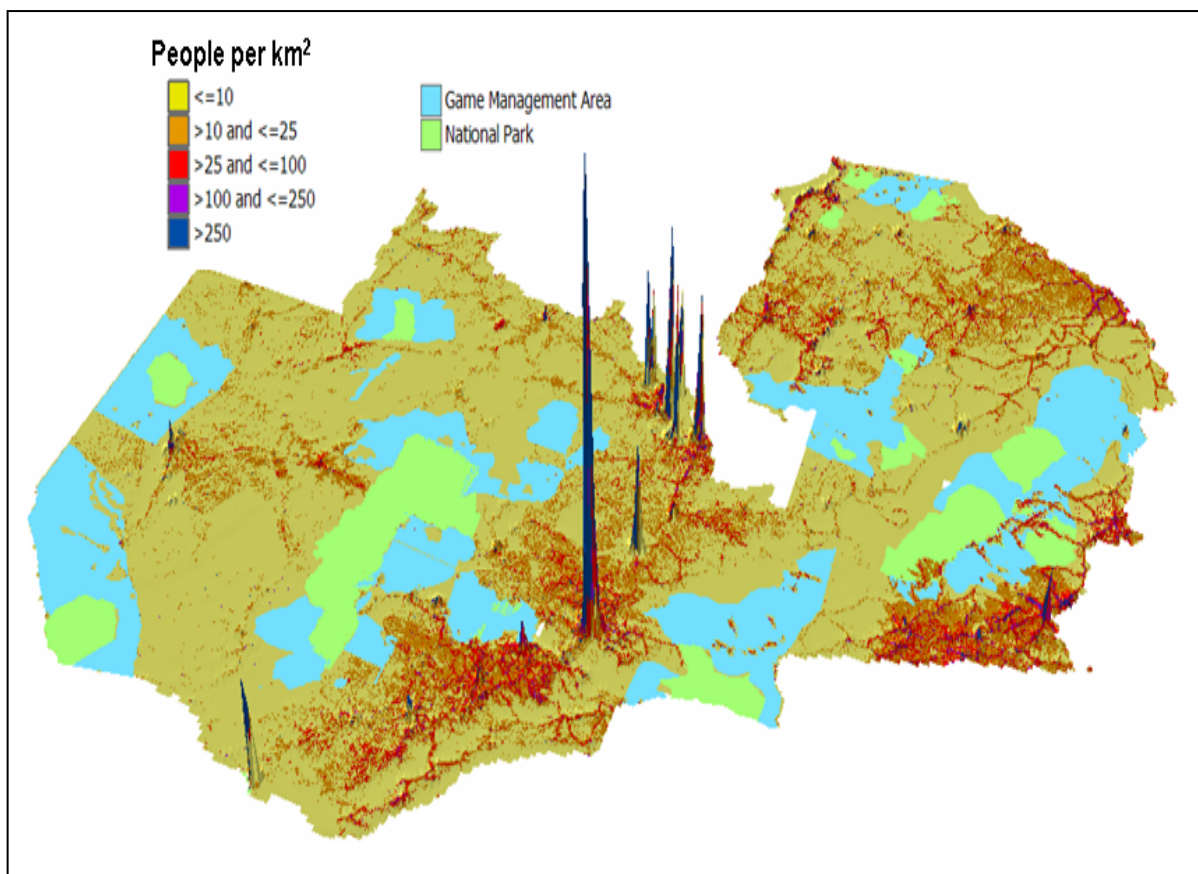 People per km²
<=10
>10 and <=25
>25 and <=100
>100 and <=250
>250
Game Management Area
National Park